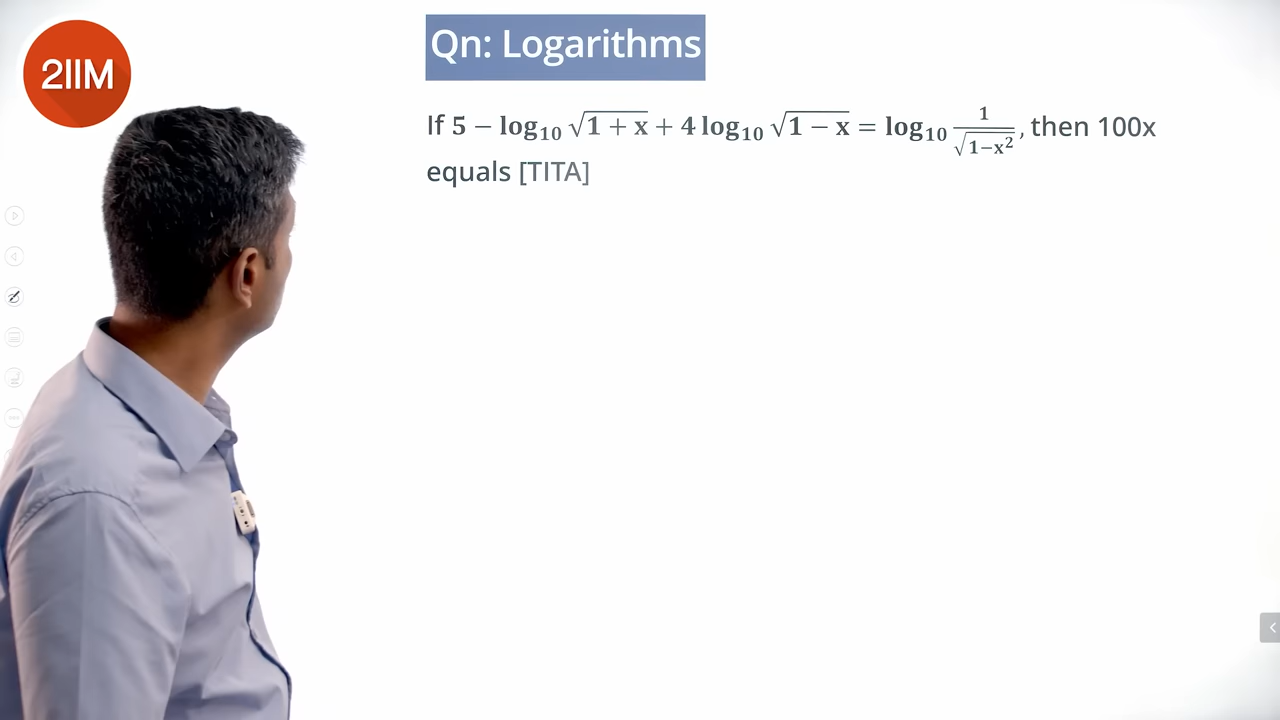 2IIM
Qn: Logarithms
If 5 − log₁₀ √(1 + x) + 4 log₁₀ √(1 − x) = log₁₀ 1/√(1−x²), then 100x
equals [TITA]